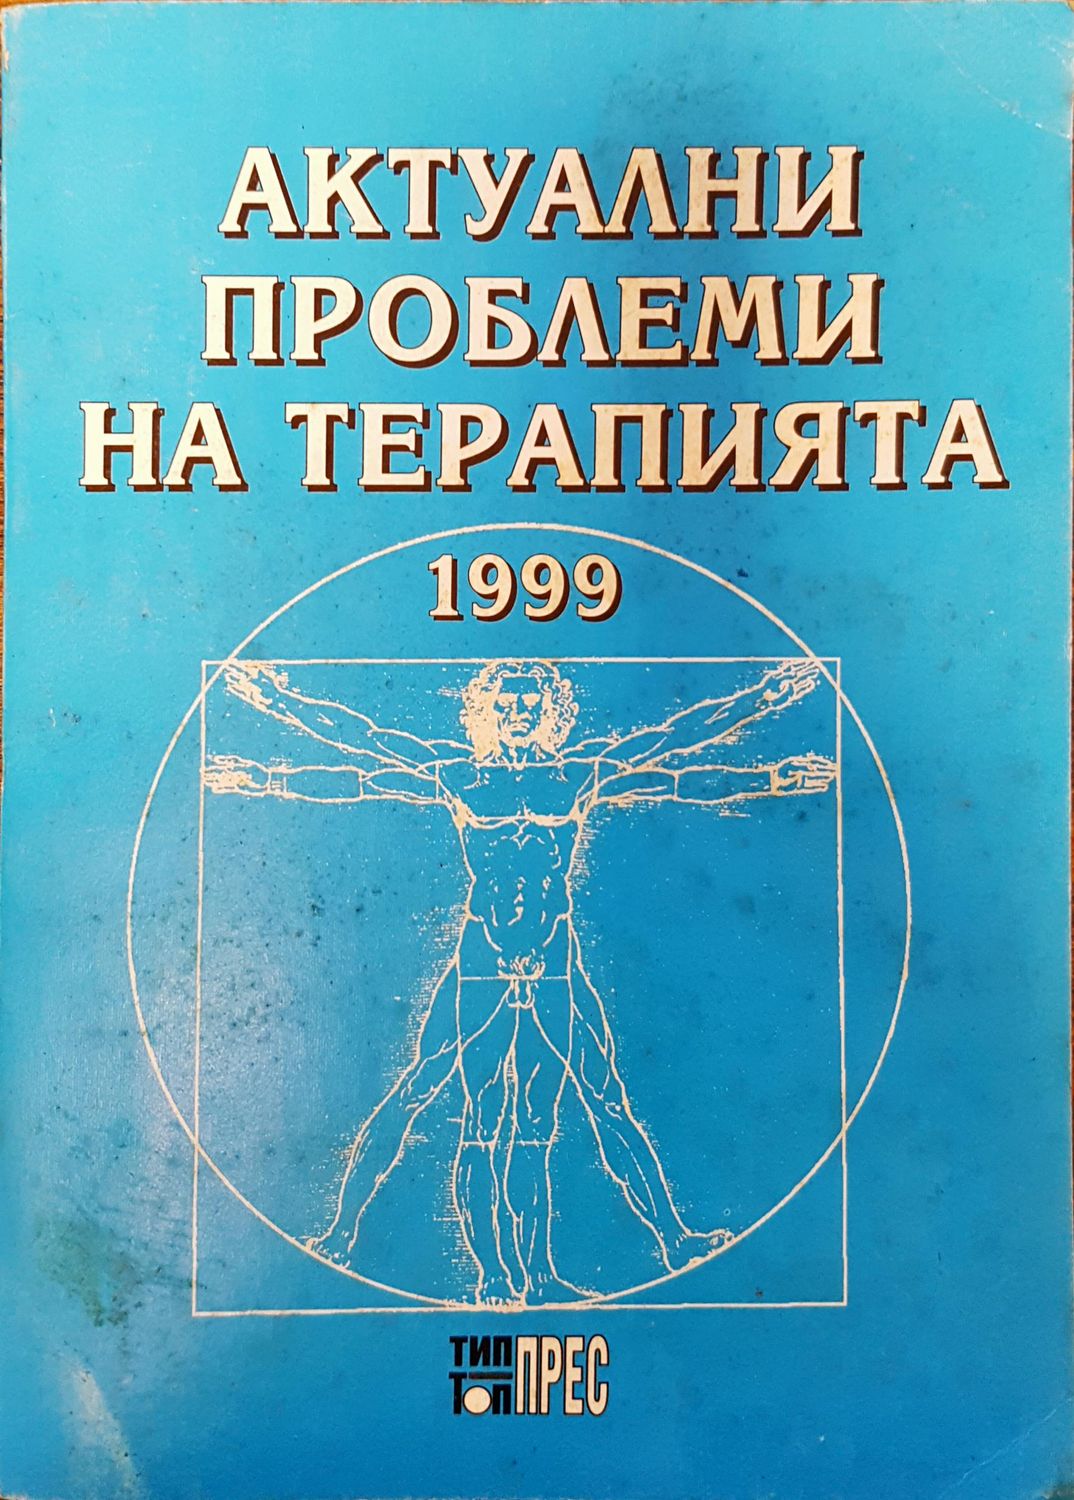 АКТУАЛНИ
ПРОБЛЕМИ
НА ТЕРАПИЯТА
1999
ТИП
ТОП ПРЕС